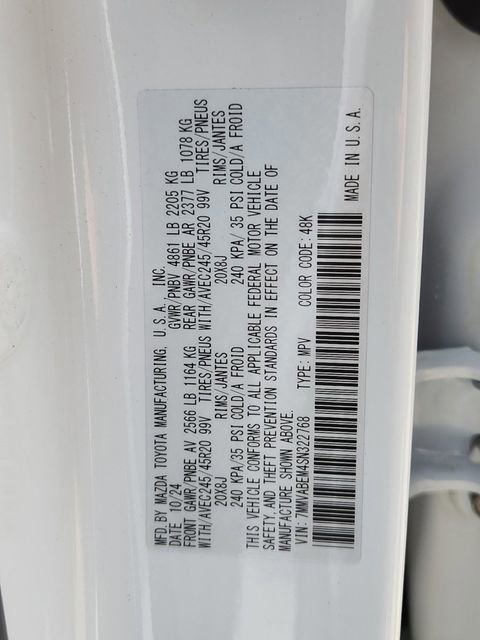 MFD.BY MAZDA TOYOTA MANUFACTURING, U.S.A., INC.
DATE 10/24 GVWR/PNBV 4861 LB 2205 KG
FRONT GAWR/PNBE AV 2566 LB 1164 KG REAR GAWR/PNBE AR 2377 LB 1078 KG
WITH/AVEC245/45R20 99V TIRES/PNEUS WITH/AVEC245/45R20 99V TIRES/PNEUS
20X8J RIMS/JANTES 20X8J RIMS/JANTES
240 KPA/35 PSI COLD/A FROID 240 KPA/ 35 PSI COLD/A FROID
THIS VEHICLE CONFORMS TO ALL APPLICABLE FEDERAL MOTOR VEHICLE
SAFETY AND THEFT PREVENTION STANDARDS IN EFFECT ON THE DATE OF
MANUFACTURE SHOWN ABOVE.
VIN: 7MMVABEM4SN322768 TYPE: MPV COLOR CODE: 48K
MADE IN U.S.A.